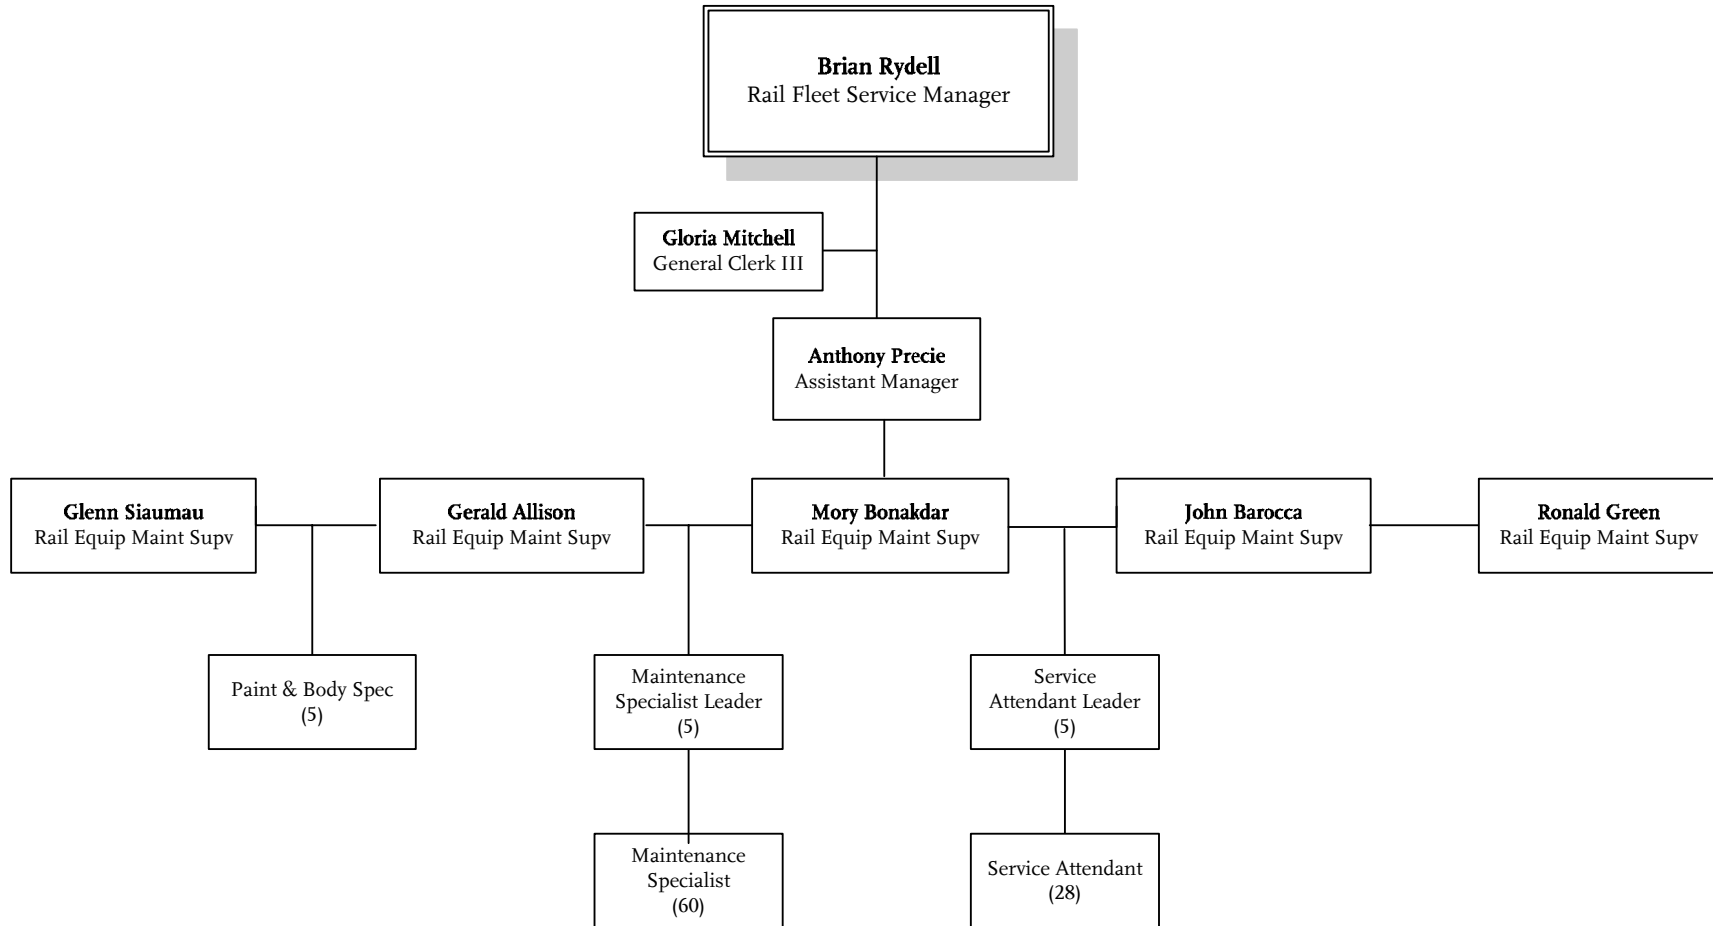 Brian Rydell
Rail Fleet Service Manager
Gloria Mitchell
General Clerk III
Anthony Precie
Assistant Manager
Glenn Siaumau
Rail Equip Maint Supv
Gerald Allison
Rail Equip Maint Supv
Mory Bonakdar
Rail Equip Maint Supv
John Barocca
Rail Equip Maint Supv
Ronald Green
Rail Equip Maint Supv
Paint & Body Spec
(5)
Maintenance
Specialist Leader
(5)
Service
Attendant Leader
(5)
Maintenance
Specialist
(60)
Service Attendant
(28)